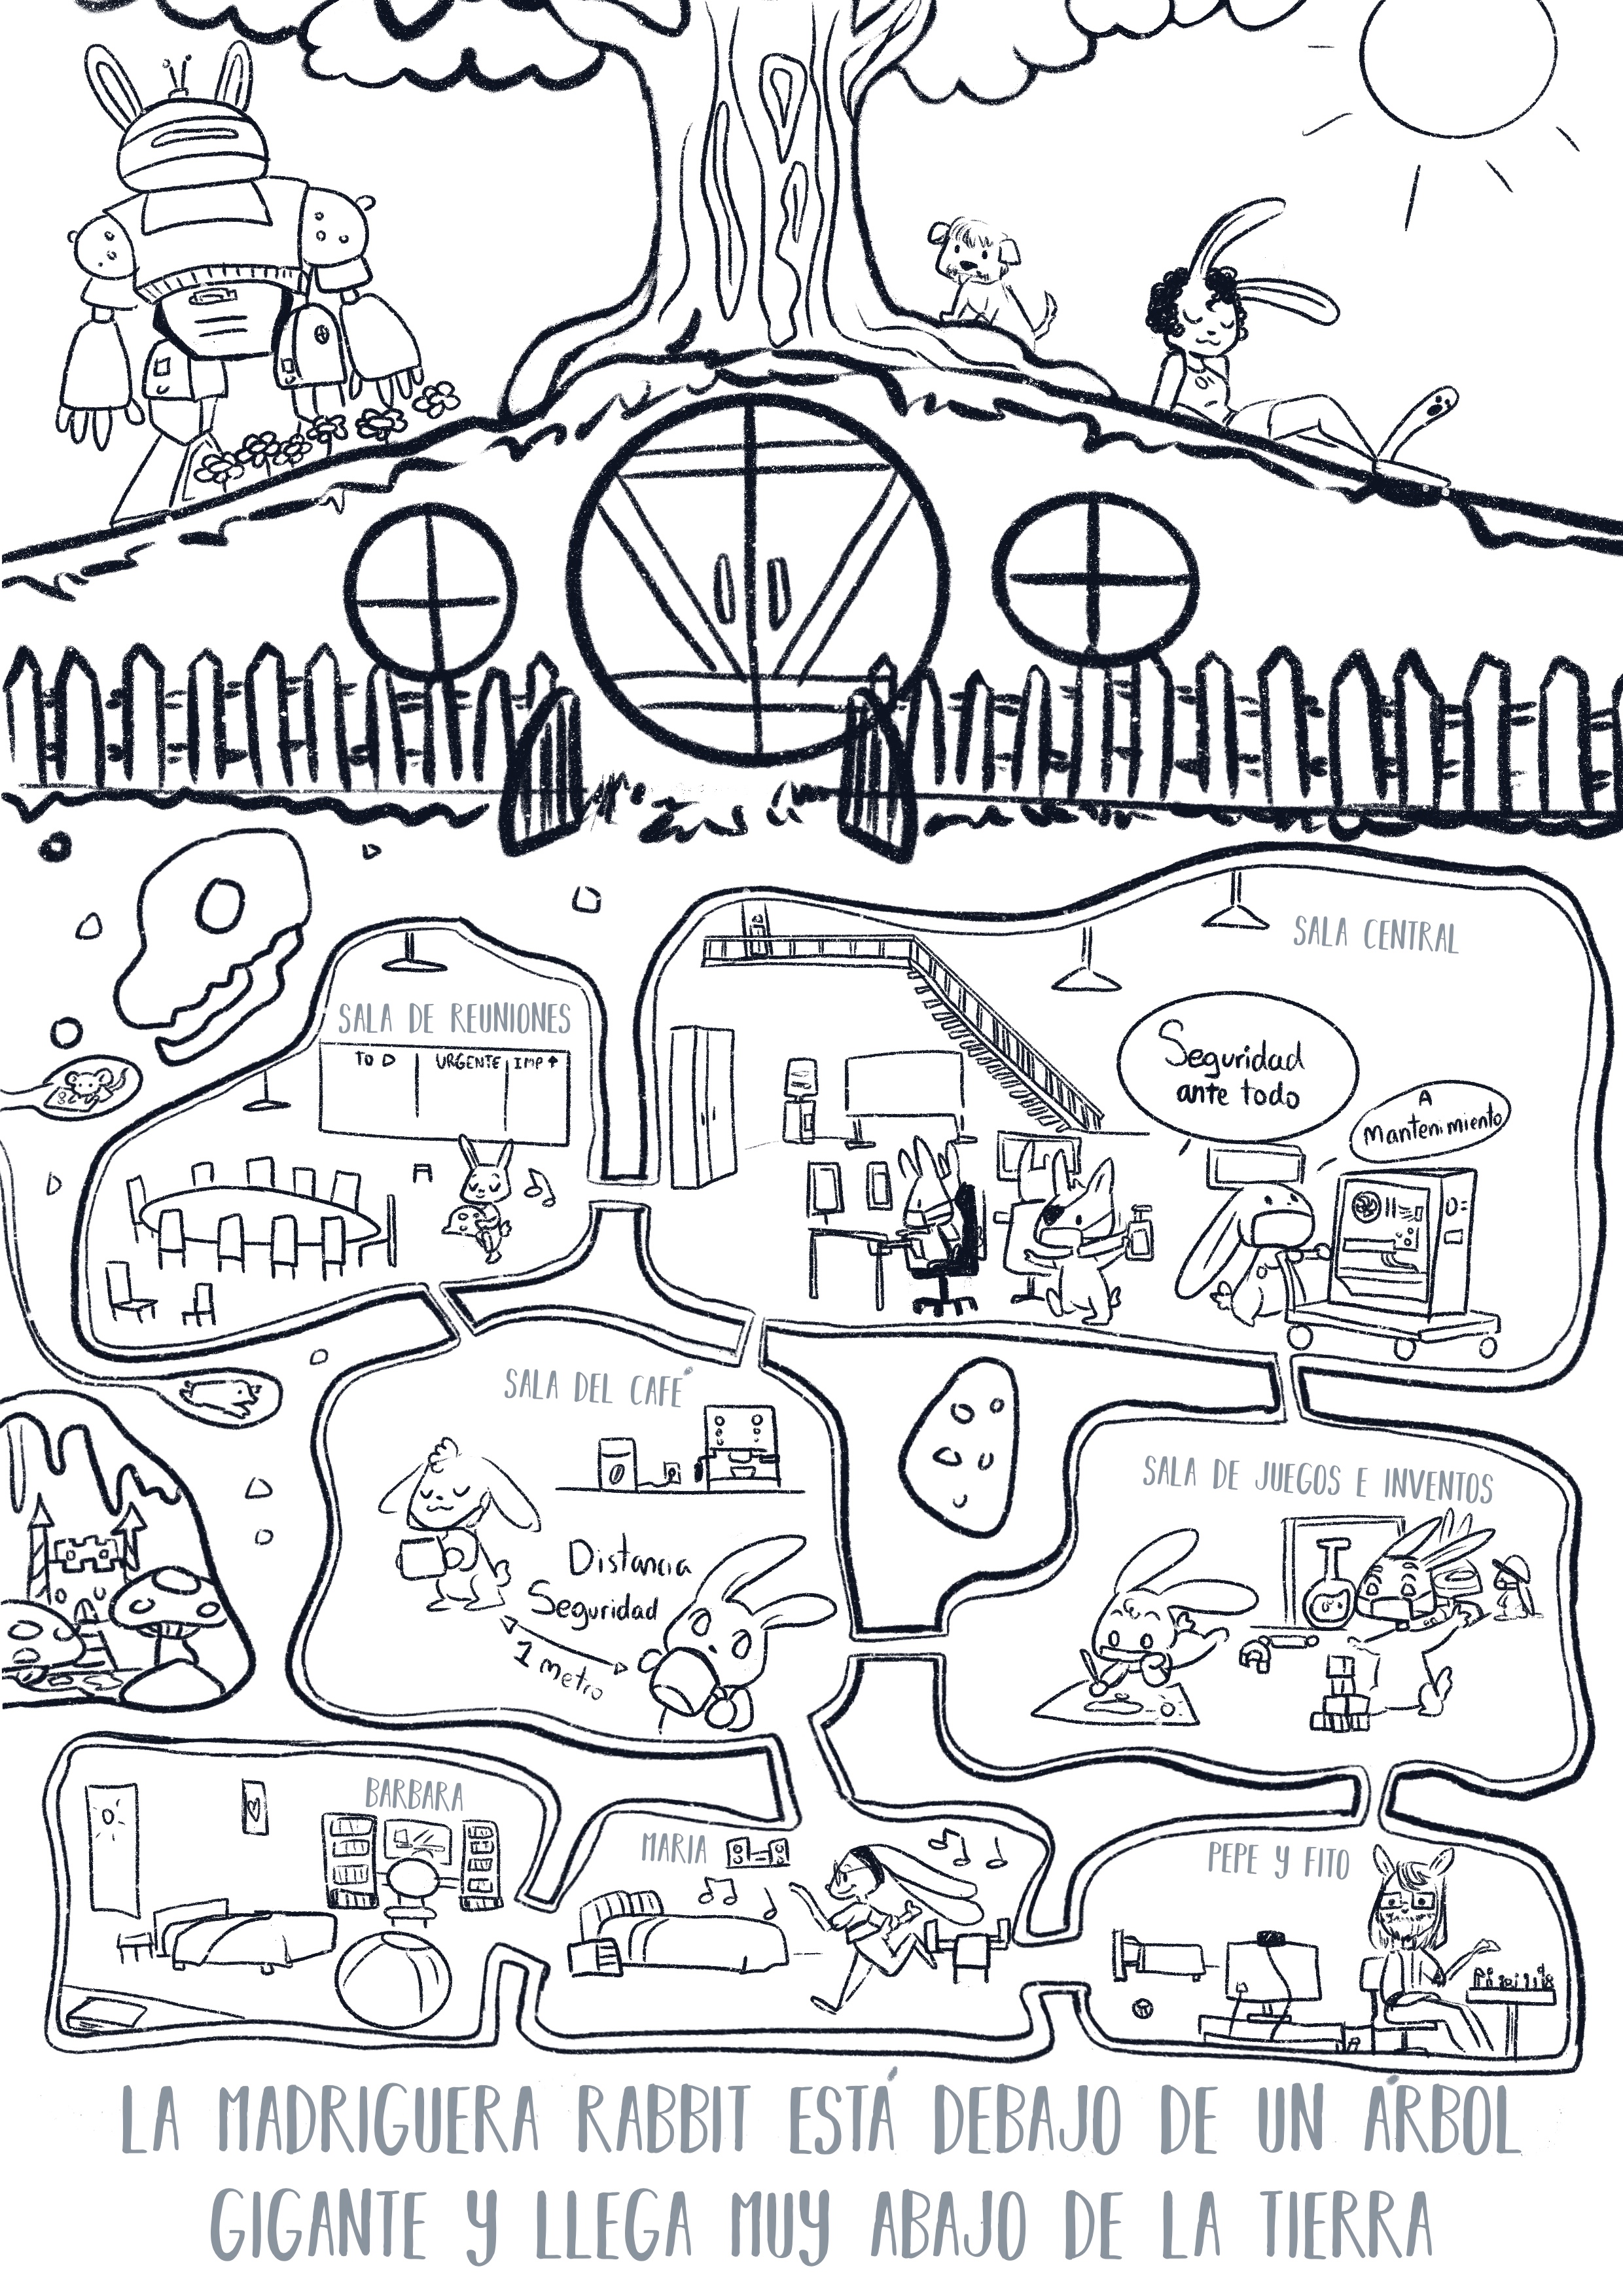 SALA CENTRAL
SALA DE REUNIONES
TO D URGENTE IMP
Seguridad
ante todo
A
Mantenimiento
SALA DEL CAFÉ
Distancia
Seguridad
1 metro
SALA DE JUEGOS E INVENTOS
BARBARA
MARIA
PEPE Y FITO
LA MADRIGUERA RABBIT ESTÁ DEBAJO DE UN ÁRBOL
GIGANTE Y LLEGA MUY ABAJO DE LA TIERRA